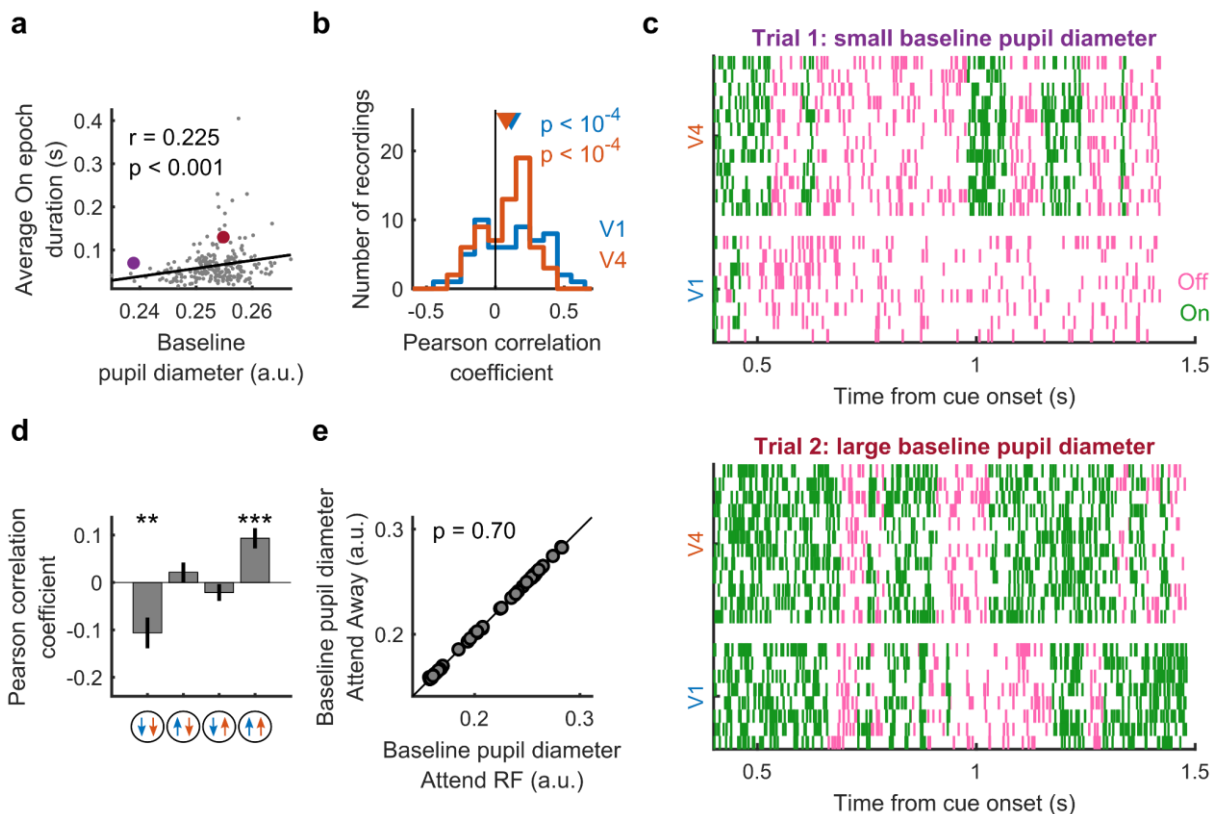 a
Average On epoch
duration (s)
0.4
0.3
0.2
0.1
r = 0.225
p < 0.001
0.24
0.25
0.26
Baseline
pupil diameter (a.u.)
b
Number of recordings
20
10
0
p < 10-4
p < 10-4
V1
V4
-0.5
0
0.5
Pearson correlation
coefficient
c
Trial 1: small baseline pupil diameter
V4
V1
Off
On
0.5
1
1.5
Time from cue onset (s)
Trial 2: large baseline pupil diameter
V4
V1
0.5
1
1.5
Time from cue onset (s)
d
Pearson correlation
coefficient
0.1
0
-0.1
-0.2
**
***
e
Baseline pupil diameter
Attend Away (a.u.)
0.3
0.2
p = 0.70
0.2
0.3
Baseline pupil diameter
Attend RF (a.u.)